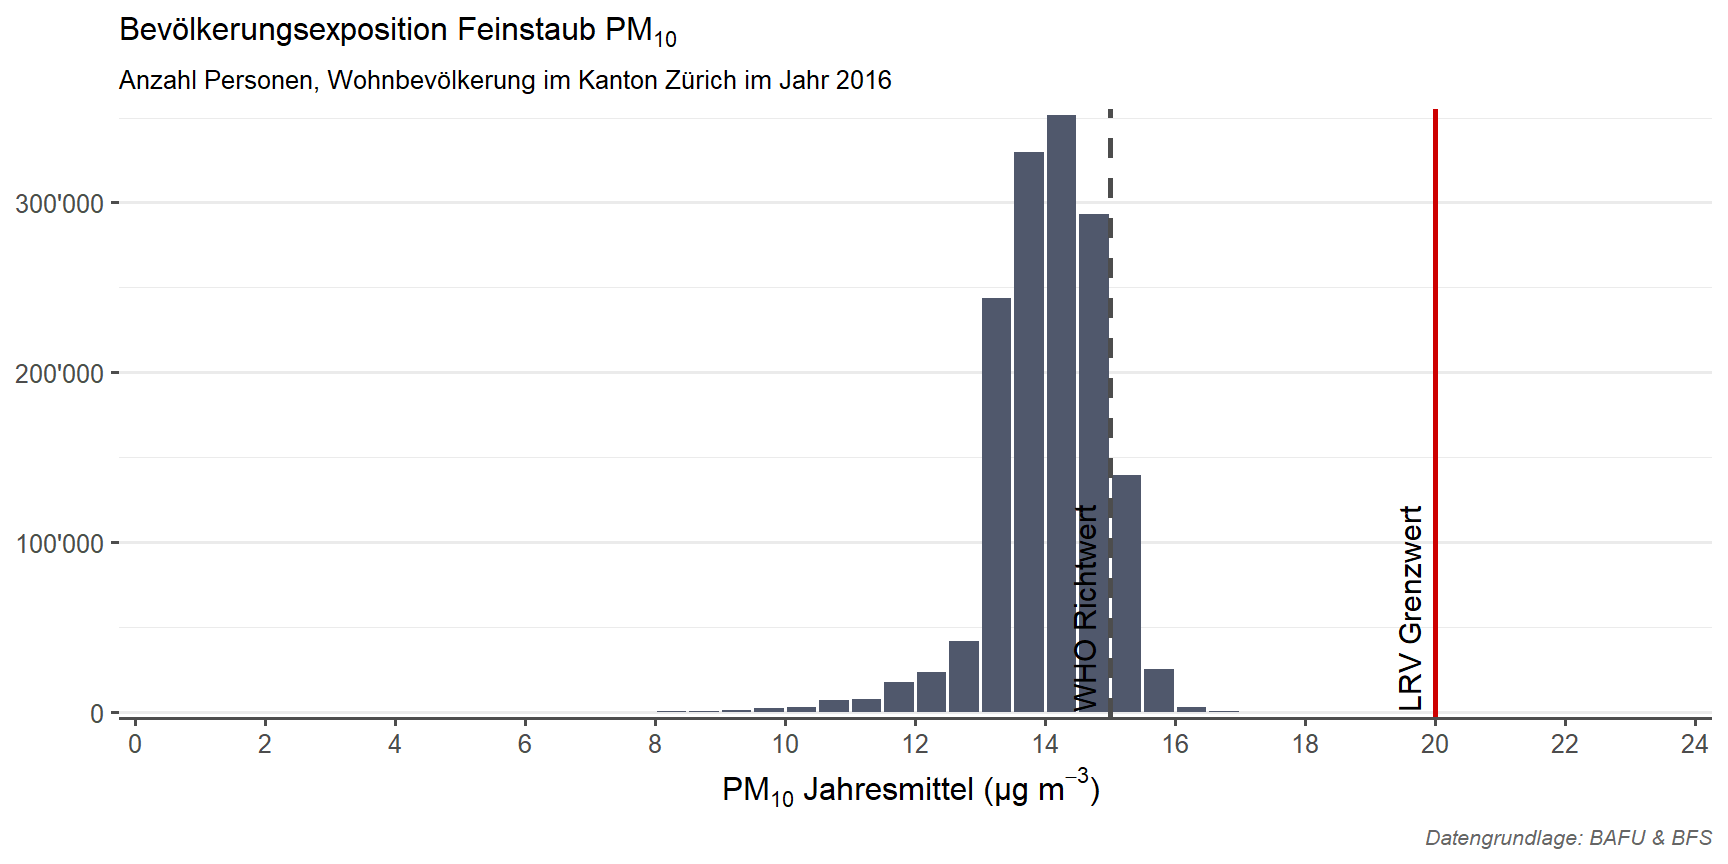 Bevölkerungsexposition Feinstaub PM₁₀
Anzahl Personen, Wohnbevölkerung im Kanton Zürich im Jahr 2016
300'000
200'000
100'000
0
WHO Richtwert
LRV Grenzwert
0 2 4 6 8 10 12 14 16 18 20 22 24
PM₁₀ Jahresmittel (µg m⁻³)
Datengrundlage: BAFU & BFS